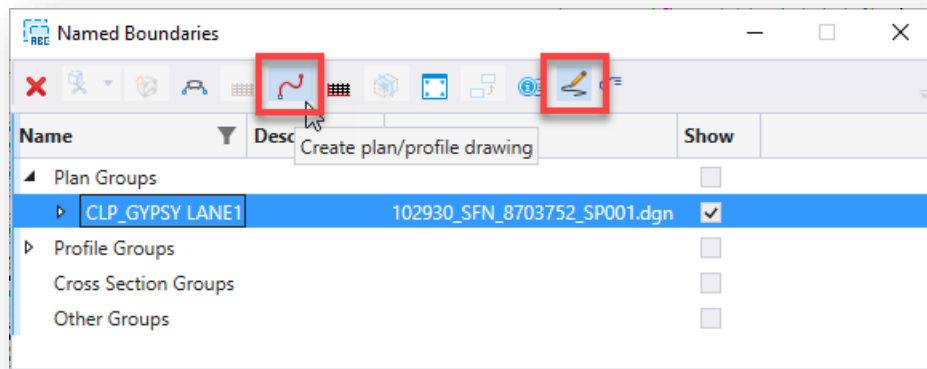 ABC Named Boundaries
Create plan/profile drawing
Name Desc Show
Plan Groups
CLP_GYPSY LANE1 102930_SFN_8703752_SP001.dgn
Profile Groups
Cross Section Groups
Other Groups